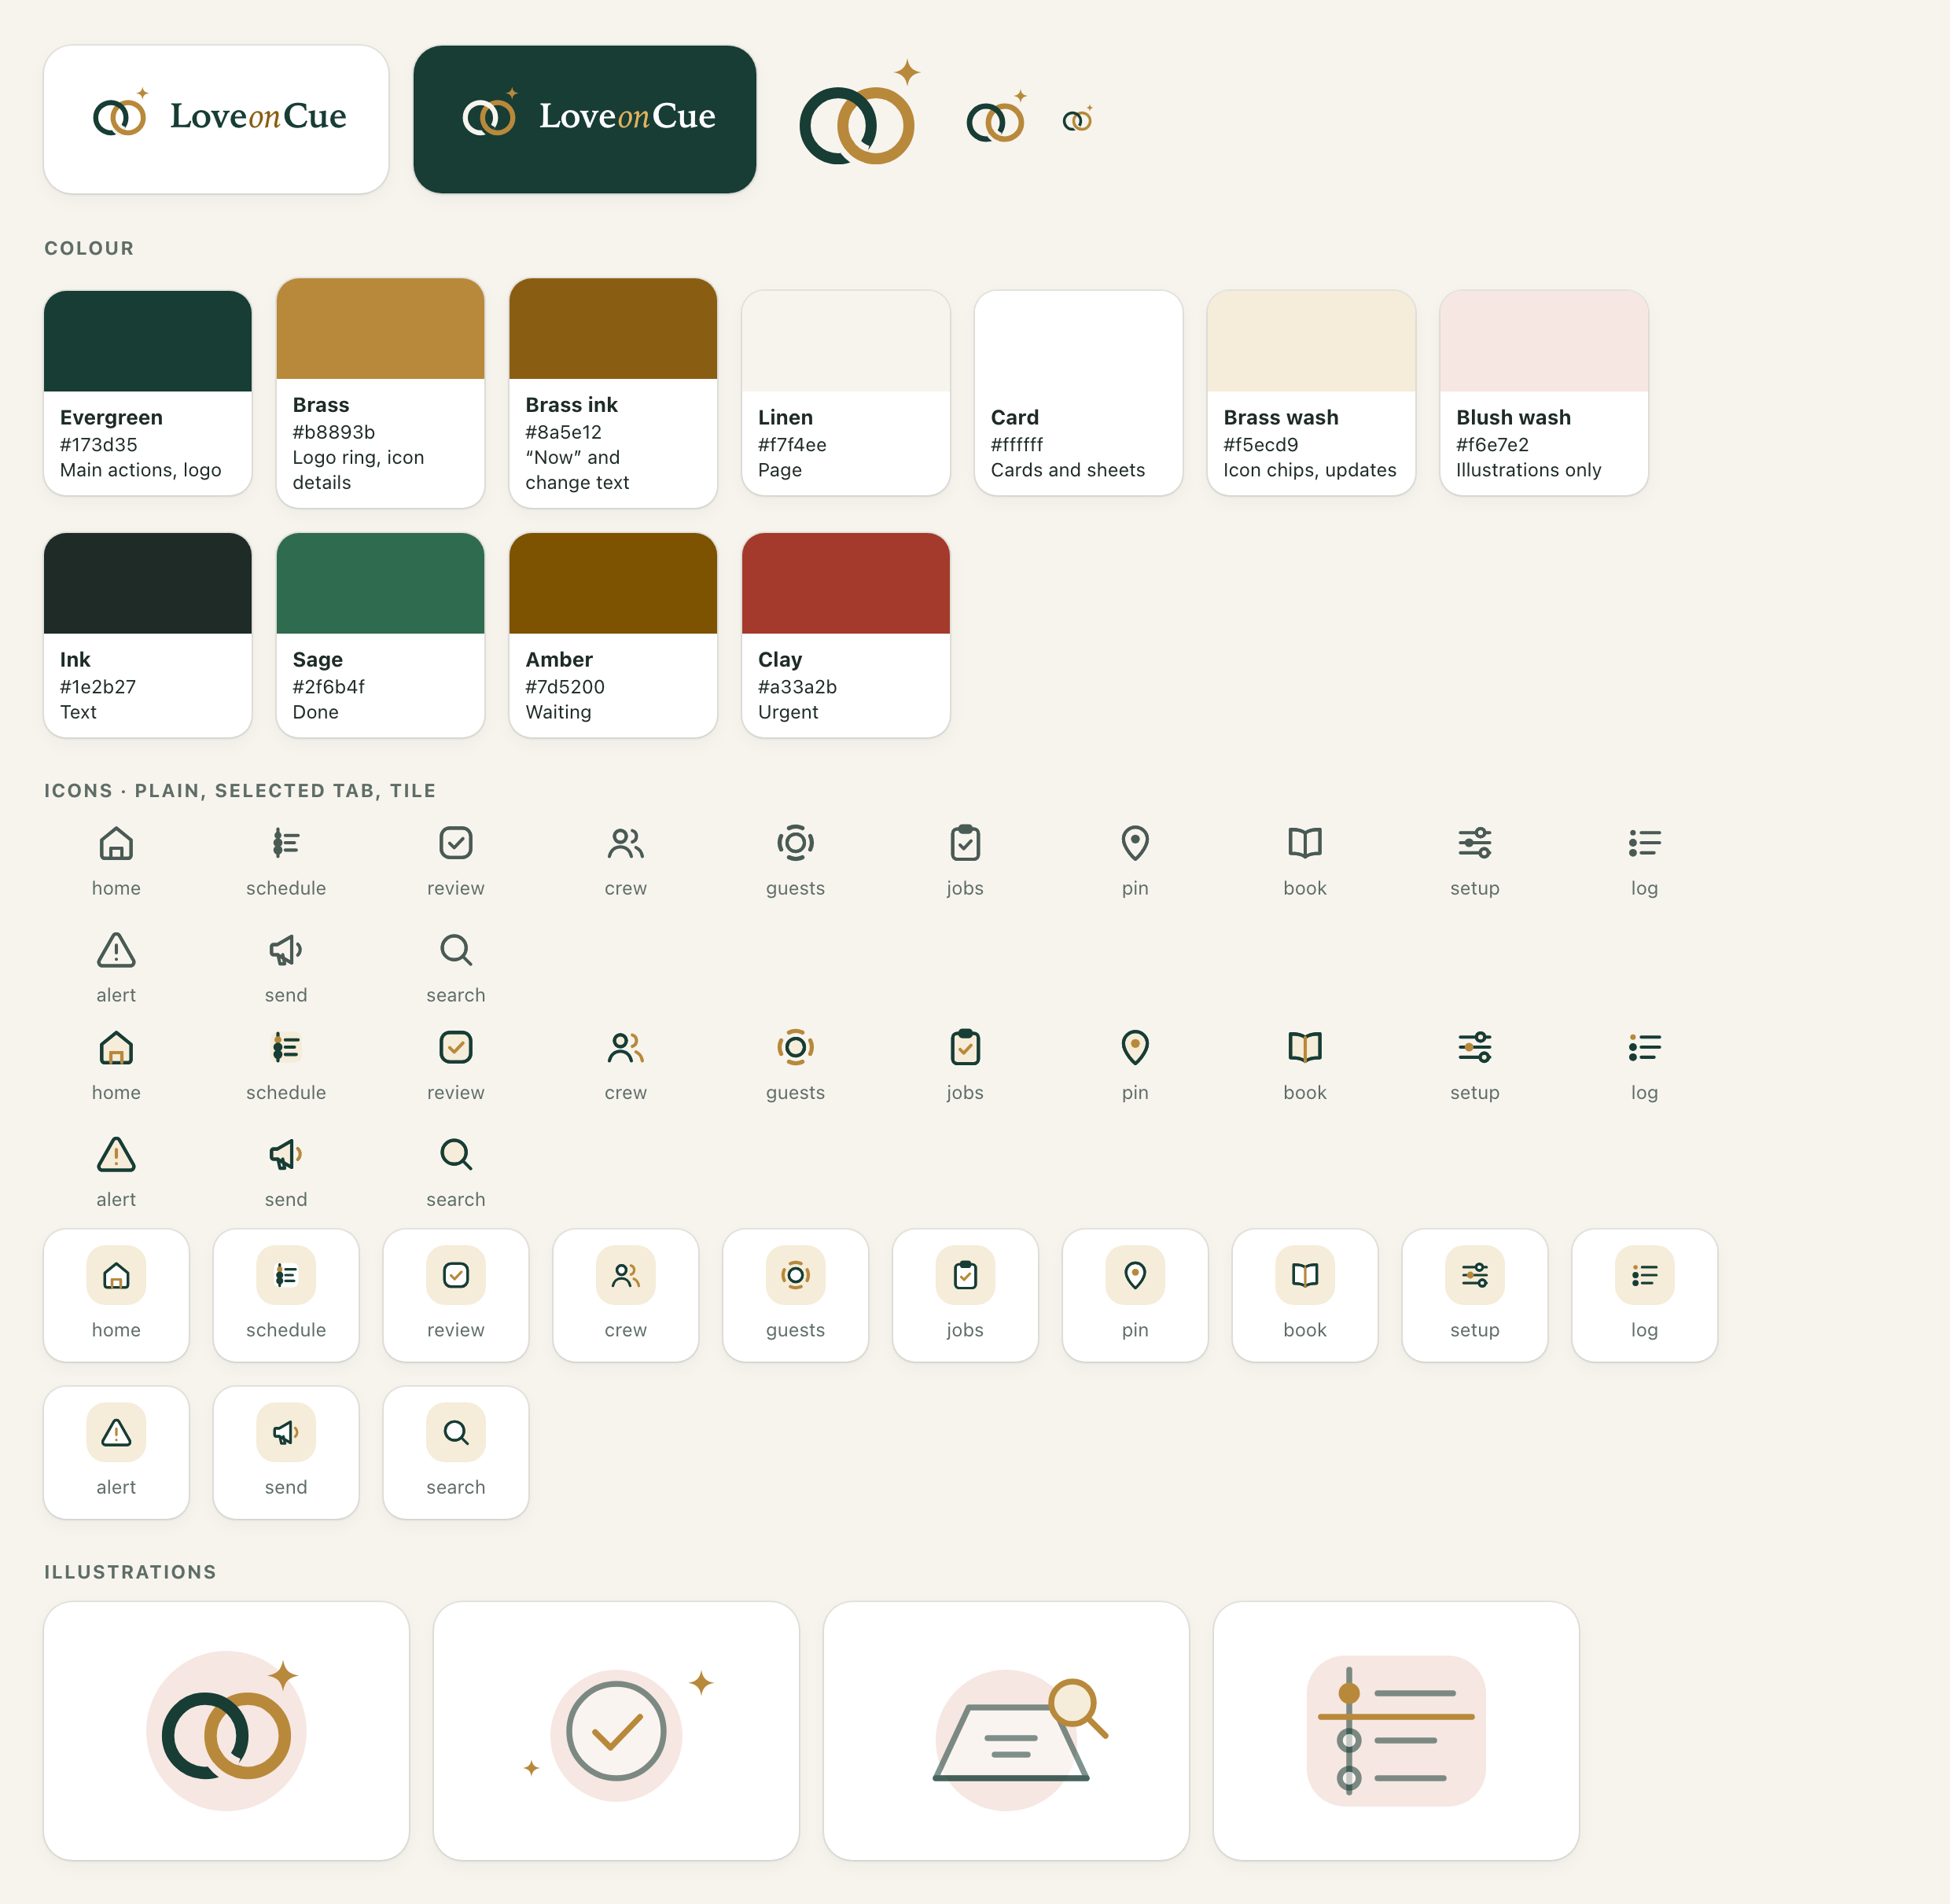 LoveonCue
LoveonCue
COLOUR
Evergreen
#173d35
Main actions, logo
Brass
#b8893b
Logo ring, icon
details
Brass ink
#8a5e12
“Now” and
change text
Linen
#f7f4ee
Page
Card
#ffffff
Cards and sheets
Brass wash
#f5ecd9
Icon chips, updates
Blush wash
#f6e7e2
Illustrations only
Ink
#1e2b27
Text
Sage
#2f6b4f
Done
Amber
#7d5200
Waiting
Clay
#a33a2b
Urgent
ICONS · PLAIN, SELECTED TAB, TILE
home
schedule
review
crew
guests
jobs
pin
book
setup
log
alert
send
search
home
schedule
review
crew
guests
jobs
pin
book
setup
log
alert
send
search
home
schedule
review
crew
guests
jobs
pin
book
setup
log
alert
send
search
ILLUSTRATIONS